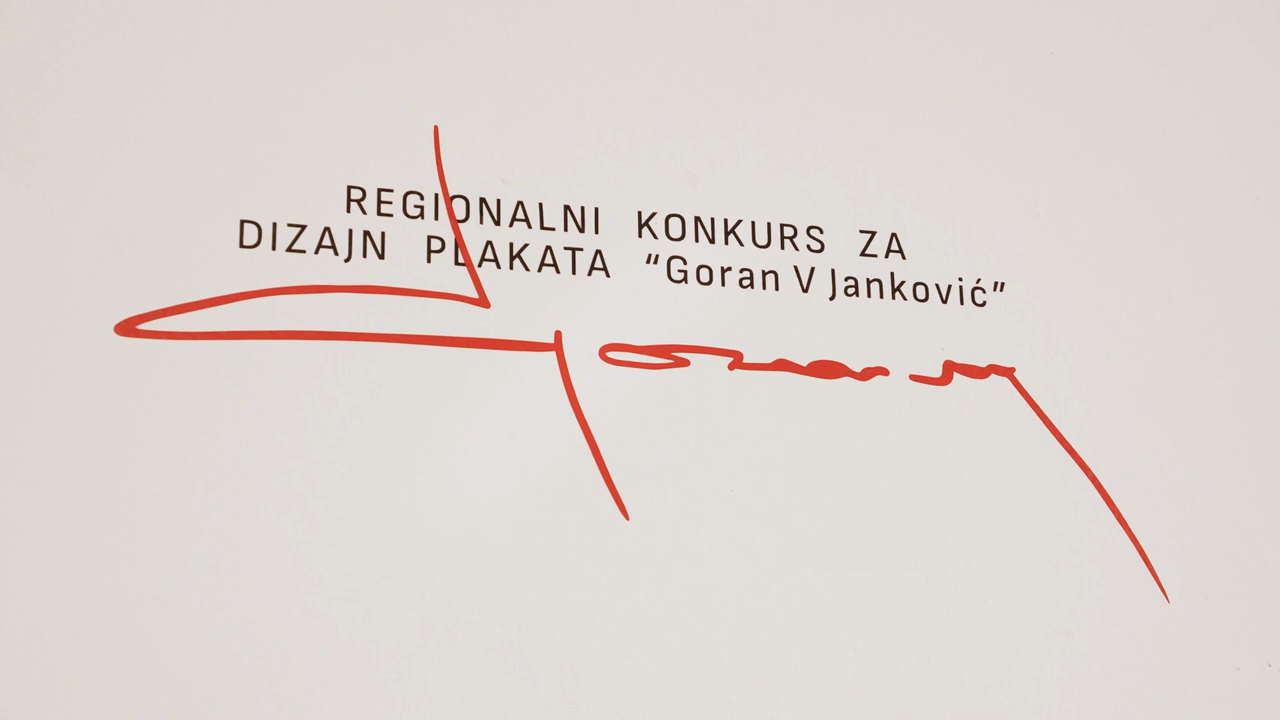 REGIONALNI KONKURS ZA
DIZAJN PLAKATA “Goran V Janković”